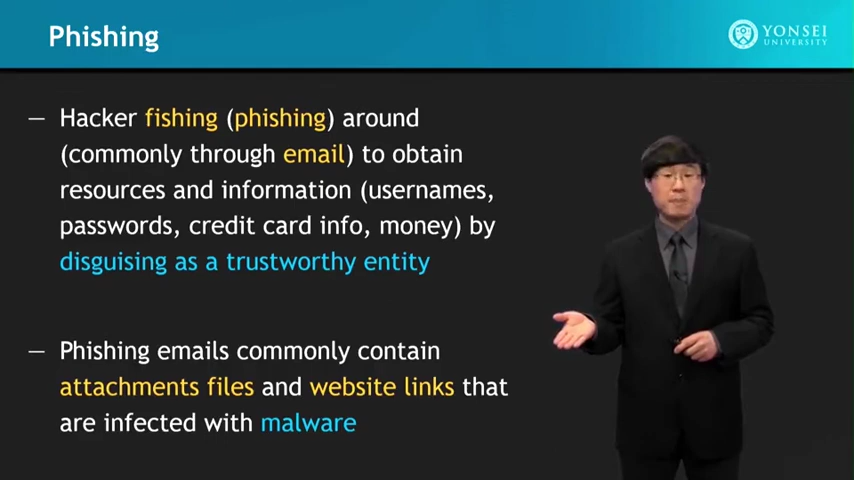 Phishing
YONSEI
UNIVERSITY
— Hacker fishing (phishing) around
(commonly through email) to obtain
resources and information (usernames,
passwords, credit card info, money) by
disguising as a trustworthy entity
— Phishing emails commonly contain
attachments files and website links that
are infected with malware